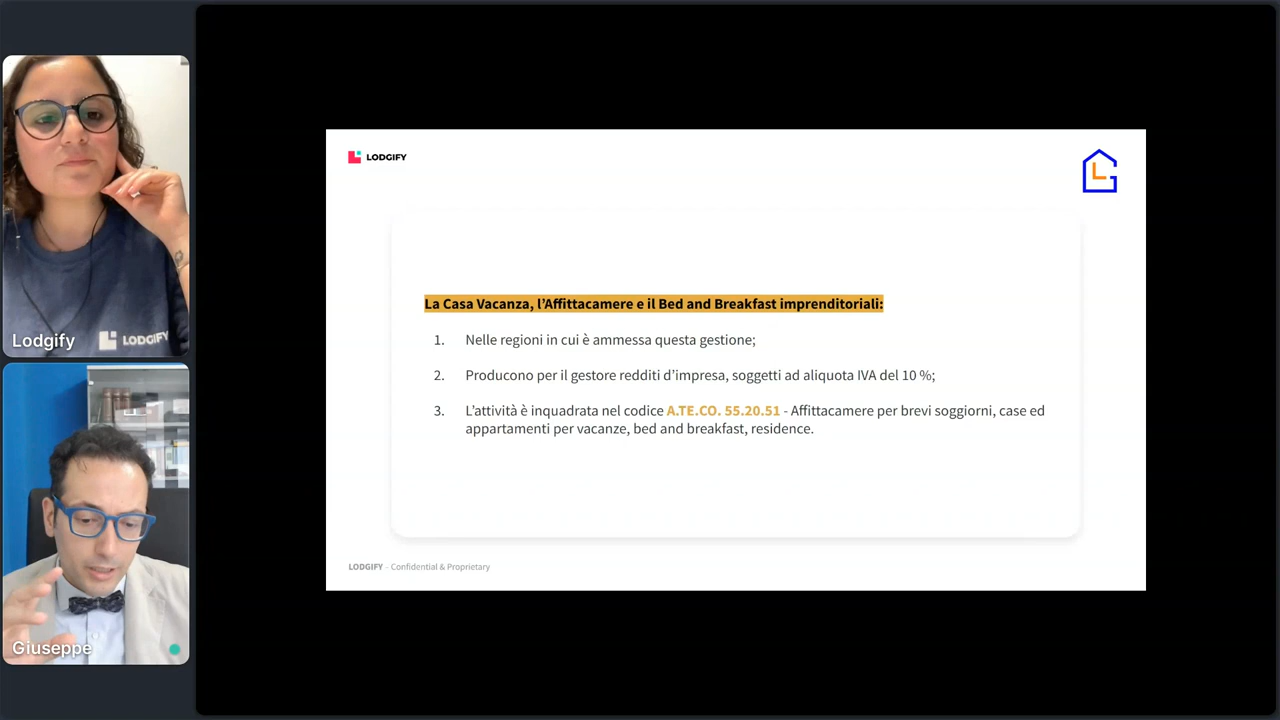 Lodgify
LODGIFY
Giuseppe
LODGIFY
La Casa Vacanza, l’Affittacamere e il Bed and Breakfast imprenditoriali:
1. Nelle regioni in cui è ammessa questa gestione;
2. Producono per il gestore redditi d’impresa, soggetti ad aliquota IVA del 10 %;
3. L’attività è inquadrata nel codice A.TE.CO. 55.20.51 - Affittacamere per brevi soggiorni, case ed
appartamenti per vacanze, bed and breakfast, residence.
LODGIFY - Confidential & Proprietary